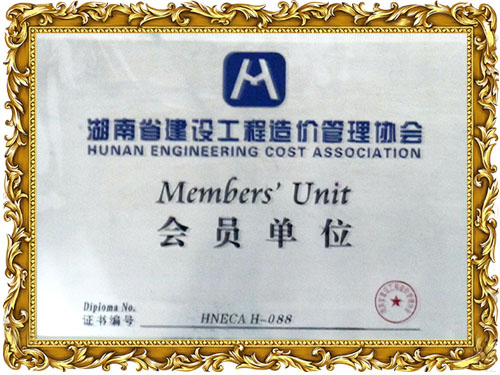 湖南省建设工程造价管理协会
HUNAN ENGINEERING COST ASSOCIATION
Members' Unit
会员单位
Diploma No.
证书编号 HNECA H-088